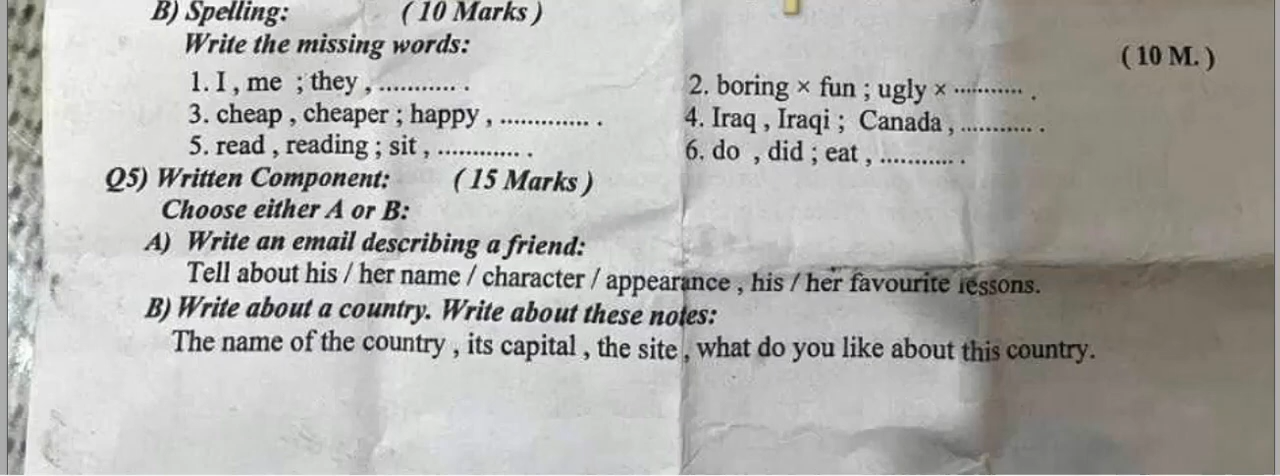 B) Spelling: ( 10 Marks )
Write the missing words:
( 10 M. )
1. I , me ; they , ............ .
2. boring × fun ; ugly × ............ .
3. cheap , cheaper ; happy , .............. .
4. Iraq , Iraqi ; Canada , ............ .
5. read , reading ; sit , ............. .
6. do , did ; eat , ............ .
Q5) Written Component: ( 15 Marks )
Choose either A or B:
A) Write an email describing a friend:
Tell about his / her name / character / appearance , his / her favourite lessons.
B) Write about a country. Write about these notes:
The name of the country , its capital , the site , what do you like about this country.